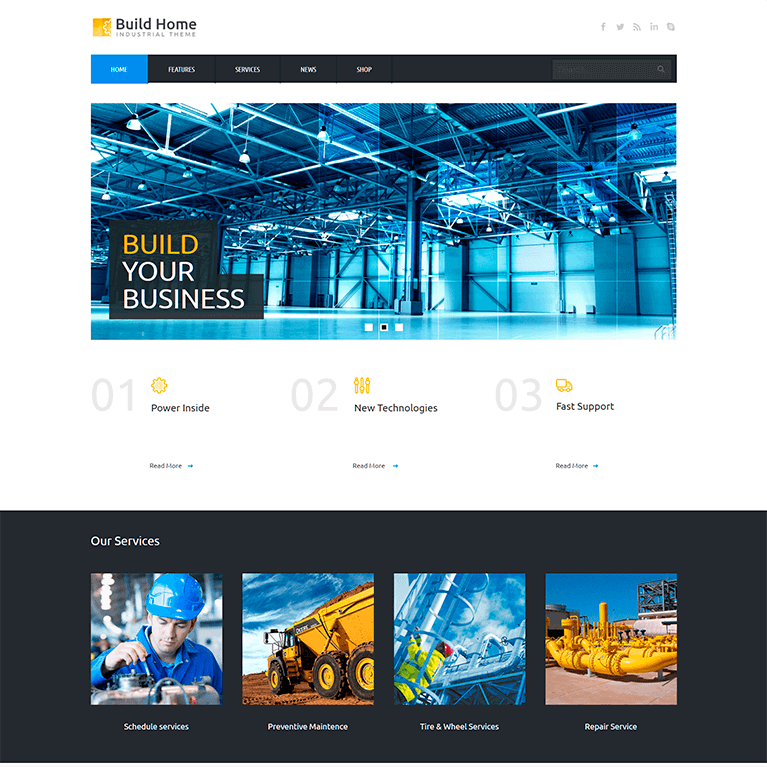 Build Home
INDUSTRIAL THEME
HOME FEATURES SERVICES NEWS SHOP
BUILD
YOUR
BUSINESS
01 Power Inside
02 New Technologies
03 Fast Support
Read More Read More Read More
Our Services
DEERE
Schedule services Preventive Maintence Tire & Wheel Services Repair Service